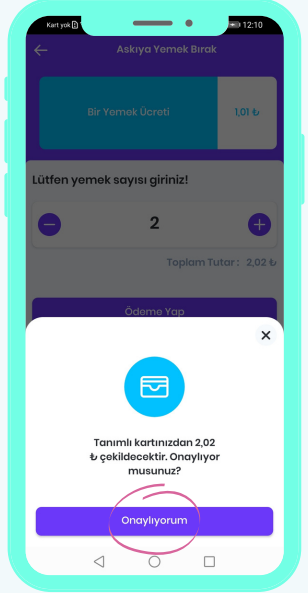 Kart yok
12:10
Askıya Yemek Bırak
Bir Yemek Ücreti
1,01 ₺
Lütfen yemek sayısı giriniz!
2
Toplam Tutar : 2,02 ₺
Ödeme Yap
Tanımlı kartınızdan 2,02
₺ çekilecektir. Onaylıyor
musunuz?
Onaylıyorum